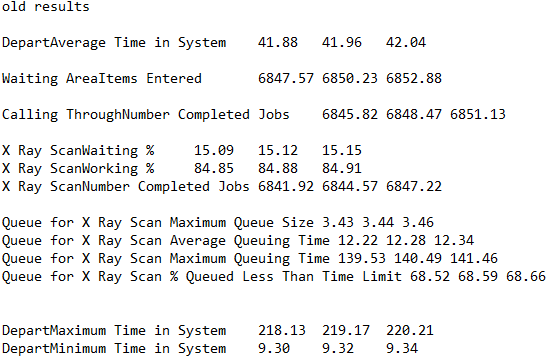 old results
DepartAverage Time in System 41.88 41.96 42.04
Waiting AreaItems Entered 6847.57 6850.23 6852.88
Calling ThroughNumber Completed Jobs 6845.82 6848.47 6851.13
X Ray ScanWaiting % 15.09 15.12 15.15
X Ray ScanWorking % 84.85 84.88 84.91
X Ray ScanNumber Completed Jobs 6841.92 6844.57 6847.22
Queue for X Ray Scan Maximum Queue Size 3.43 3.44 3.46
Queue for X Ray Scan Average Queuing Time 12.22 12.28 12.34
Queue for X Ray Scan Maximum Queuing Time 139.53 140.49 141.46
Queue for X Ray Scan % Queued Less Than Time Limit 68.52 68.59 68.66
DepartMaximum Time in System 218.13 219.17 220.21
DepartMinimum Time in System 9.30 9.32 9.34